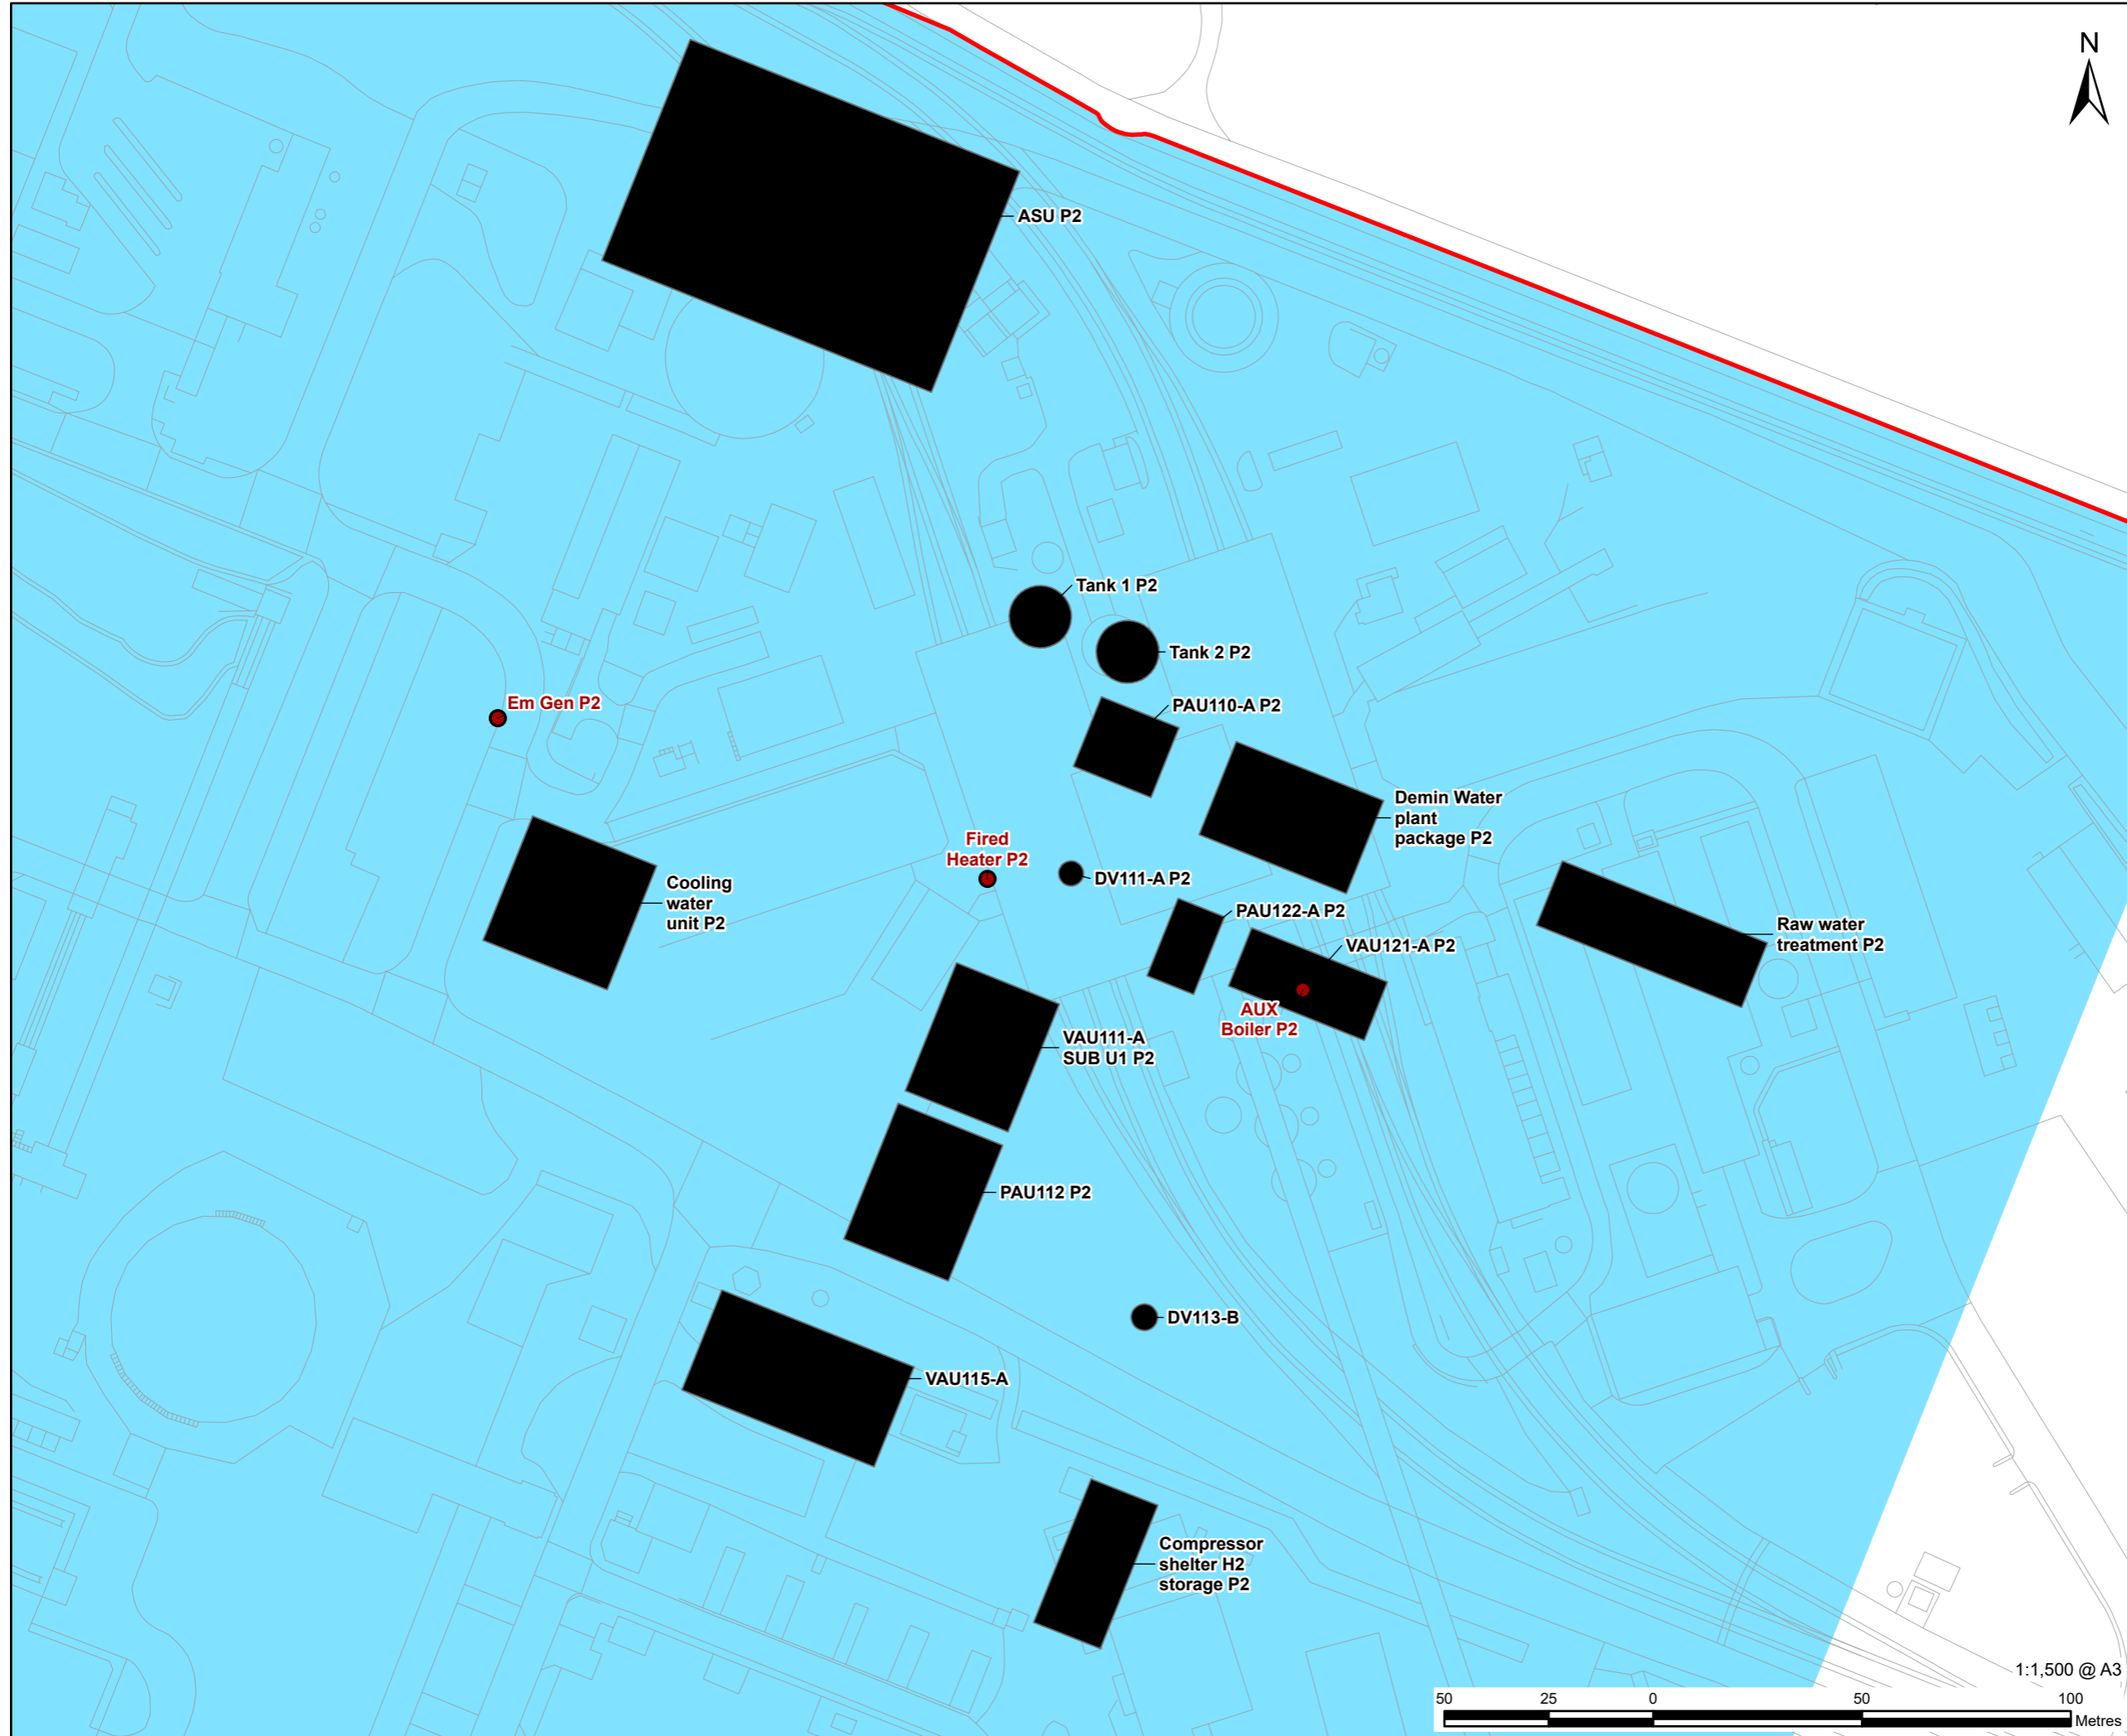 N
ASU P2
Tank 1 P2
Tank 2 P2
Em Gen P2
PAU110-A P2
Demin Water
plant
package P2
Fired
Heater P2
DV111-A P2
Cooling
water
unit P2
PAU122-A P2
VAU121-A P2
Raw water
treatment P2
AUX
Boiler P2
VAU111-A
SUB U1 P2
PAU112 P2
DV113-B
VAU115-A
Compressor
shelter H2
storage P2
1:1,500 @ A3
50 25 0 50 100
Metres